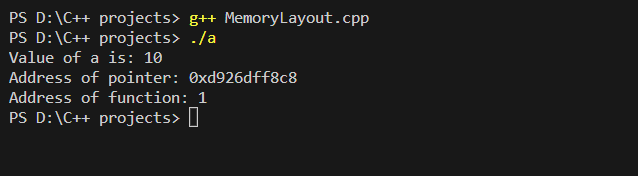 PS D:\C++ projects> g++ MemoryLayout.cpp
PS D:\C++ projects> ./a
Value of a is: 10
Address of pointer: 0xd926dff8c8
Address of function: 1
PS D:\C++ projects>